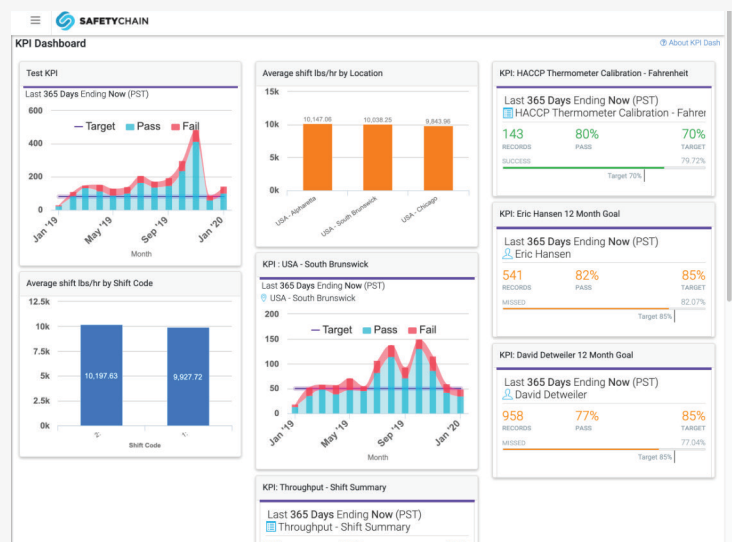 SAFETYCHAIN
KPI Dashboard
About KPI Dash
Test KPI
Last 365 Days Ending Now (PST)
600
Target Pass Fail
400
200
0
Jan '19 May '19 Sep '19 Jan '20
Month
Average shift lbs/hr by Shift Code
12.5k
10k
7.5k
5k
10,197.63 9,927.72
2.5k
0k
2: 1:
Shift Code
Average shift lbs/hr by Location
15k
10,147.06 10,038.25 9,843.96
10k
5k
0k
USA - Alpharetta USA - South Brunswick USA - Chicago
KPI : USA - South Brunswick
Last 365 Days Ending Now (PST)
USA - South Brunswick
200
Target Pass Fail
150
100
50
0
Jan '19 May '19 Sep '19 Jan '20
Month
KPI: Throughput - Shift Summary
Last 365 Days Ending Now (PST)
Throughput - Shift Summary
KPI: HACCP Thermometer Calibration - Fahrenheit
Last 365 Days Ending Now (PST)
HACCP Thermometer Calibration - Fahrer
143 80% 70%
RECORDS PASS TARGET
SUCCESS 79.72%
Target 70%
KPI: Eric Hansen 12 Month Goal
Last 365 Days Ending Now (PST)
Eric Hansen
541 82% 85%
RECORDS PASS TARGET
MISSED 82.07%
Target 85%
KPI: David Detweiler 12 Month Goal
Last 365 Days Ending Now (PST)
David Detweiler
958 77% 85%
RECORDS PASS TARGET
MISSED 77.04%
Target 85%